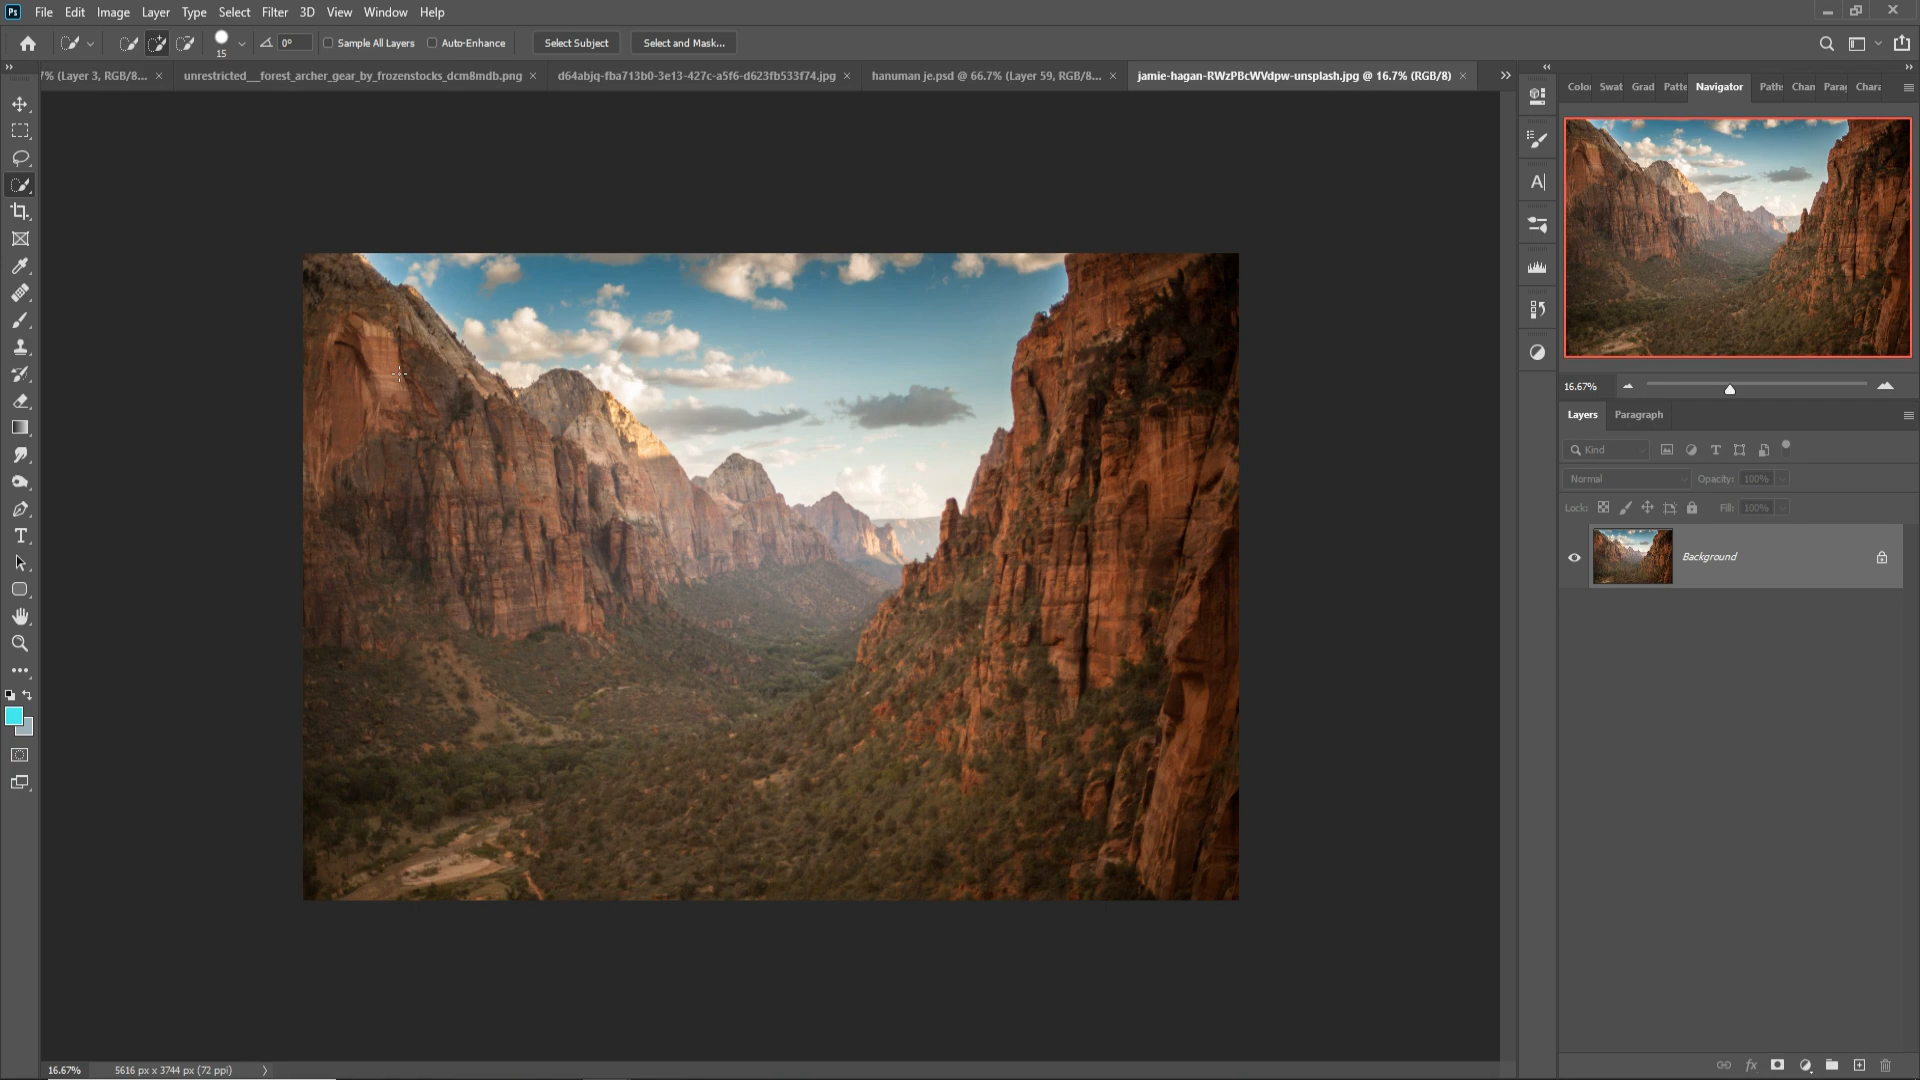 Ps File Edit Image Layer Type Select Filter 3D View Window Help
15 0° Sample All Layers Auto-Enhance Select Subject Select and Mask...
7% (Layer 3, RGB/8... × unrestricted__forest_archer_gear_by_frozenstocks_dcm8mdb.png × d64abjq-fba713b0-3e13-427c-a5f6-d623fb533f74.jpg × hanuman je.psd @ 66.7% (Layer 59, RGB/8... × jamie-hagan-RWzPBcWVdpw-unsplash.jpg @ 16.7% (RGB/8) ×
Color Swat Grad Patte Navigator Paths Chan Parag Chara
16.67%
Layers Paragraph
Kind
Normal Opacity: 100%
Lock: Fill: 100%
Background
16.67% 5616 px x 3744 px (72 ppi)